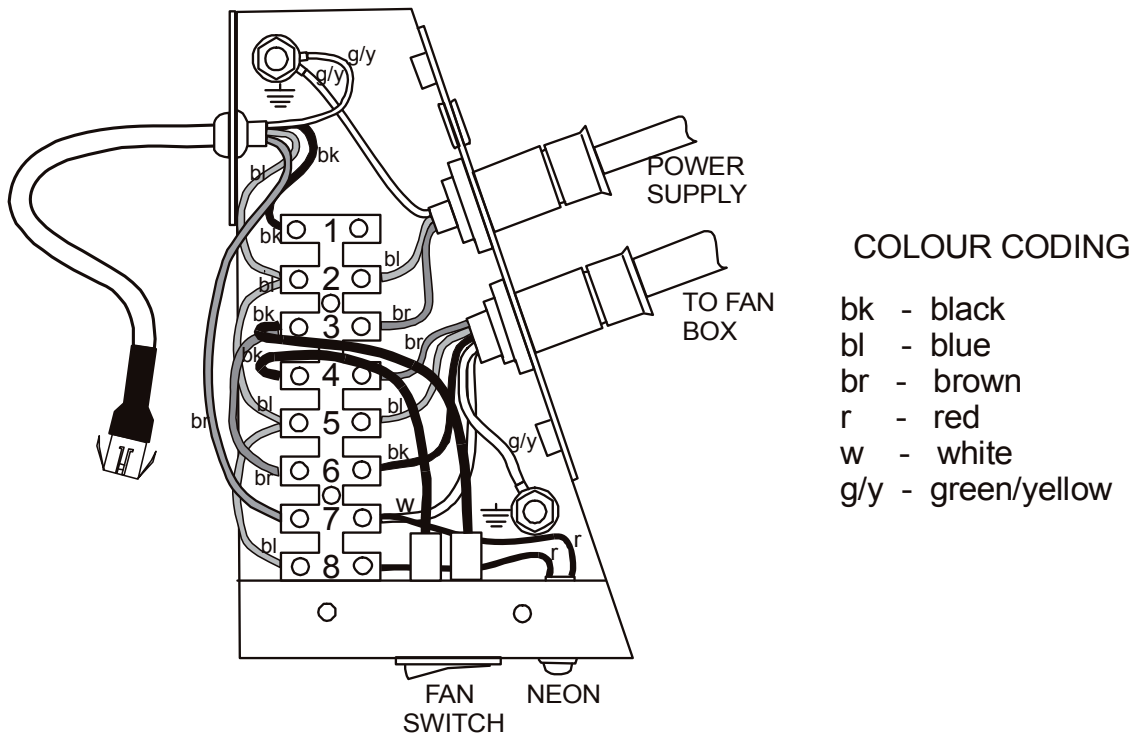 g/y
g/y
bk
bl
POWER
SUPPLY
bk
1
bl
bl
2
TO FAN
BOX
bk
3
br
br
bk
4
bl
bl
5
br
g/y
bk
br
6
w
7
r
bl
r
8
FAN
SWITCH
NEON
COLOUR CODING
bk - black
bl - blue
br - brown
r - red
w - white
g/y - green/yellow